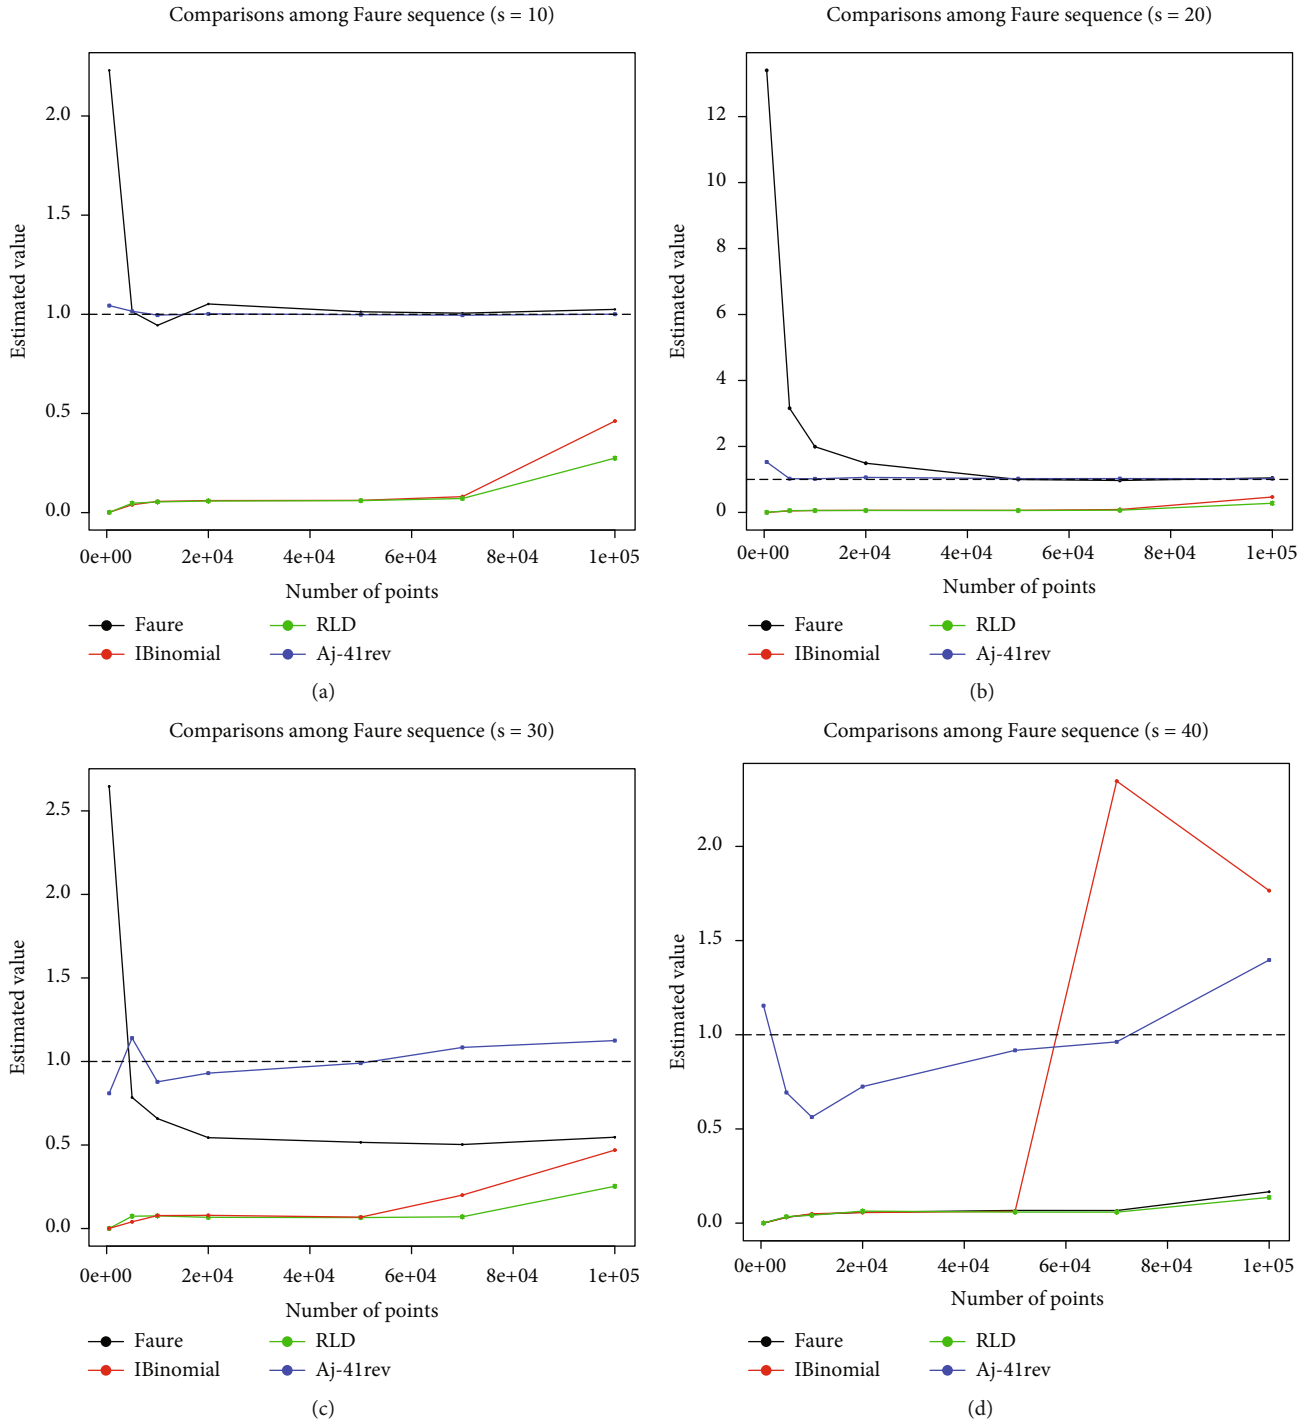 Comparisons among Faure sequence (s = 10)
Estimated value
2.0
1.5
1.0
0.5
0.0
0e+00 2e+04 4e+04 6e+04 8e+04 1e+05
Number of points
Faure RLD
IBinomial Aj-41rev
(a)
Comparisons among Faure sequence (s = 20)
Estimated value
12
10
8
6
4
2
0
0e+00 2e+04 4e+04 6e+04 8e+04 1e+05
Number of points
Faure RLD
IBinomial Aj-41rev
(b)
Comparisons among Faure sequence (s = 30)
Estimated value
2.5
2.0
1.5
1.0
0.5
0.0
0e+00 2e+04 4e+04 6e+04 8e+04 1e+05
Number of points
Faure RLD
IBinomial Aj-41rev
(c)
Comparisons among Faure sequence (s = 40)
Estimated value
2.0
1.5
1.0
0.5
0.0
0e+00 2e+04 4e+04 6e+04 8e+04 1e+05
Number of points
Faure RLD
IBinomial Aj-41rev
(d)